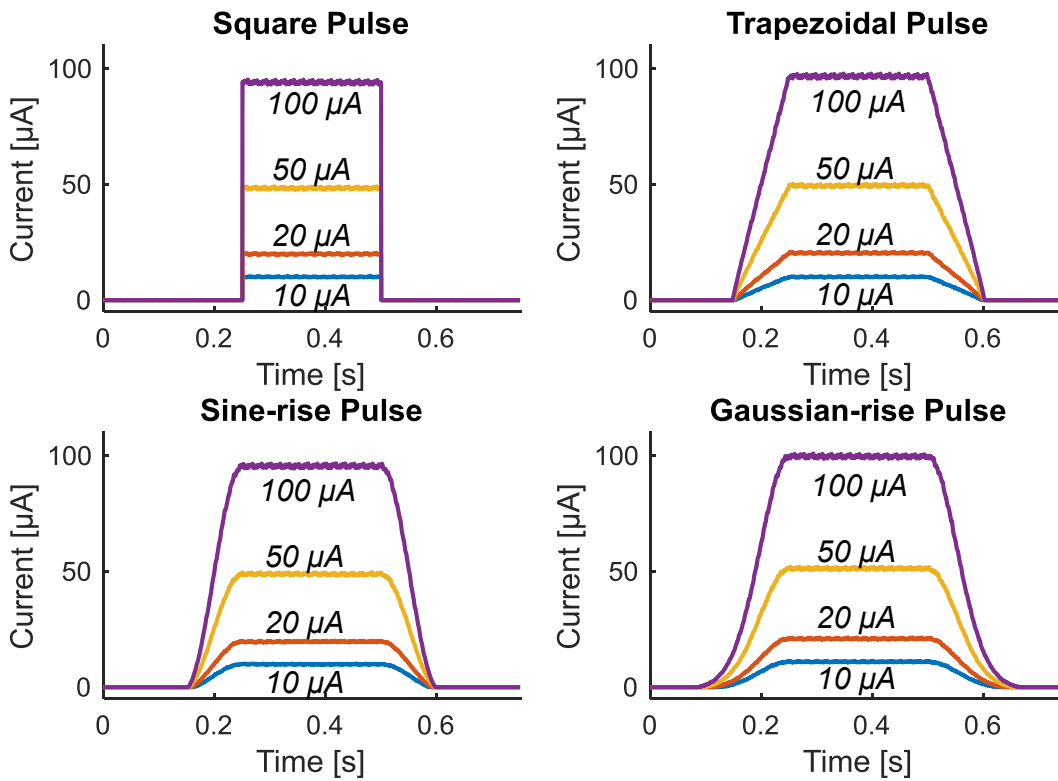 Square Pulse
100
50
0
Current [µA]
100 µA
50 µA
20 µA
10 µA
0
0.2
0.4
0.6
Time [s]
Trapezoidal Pulse
100
50
0
Current [µA]
100 µA
50 µA
20 µA
10 µA
0
0.2
0.4
0.6
Time [s]
Sine-rise Pulse
100
50
0
Current [µA]
100 µA
50 µA
20 µA
10 µA
0
0.2
0.4
0.6
Time [s]
Gaussian-rise Pulse
100
50
0
Current [µA]
100 µA
50 µA
20 µA
10 µA
0
0.2
0.4
0.6
Time [s]